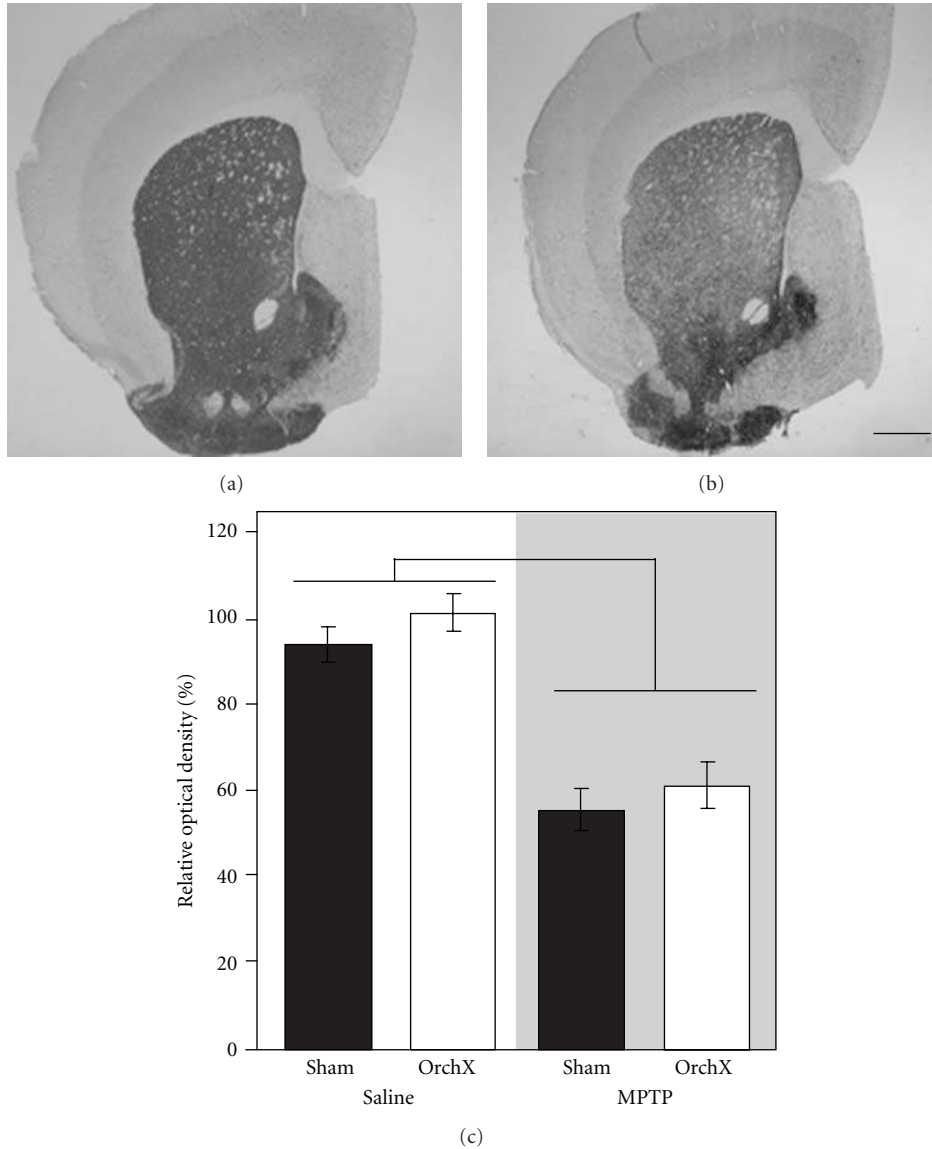 (a)
(b)
120
100
80
60
40
20
0
Relative optical density (%)
Sham
OrchX
Sham
OrchX
Saline
MPTP
(c)